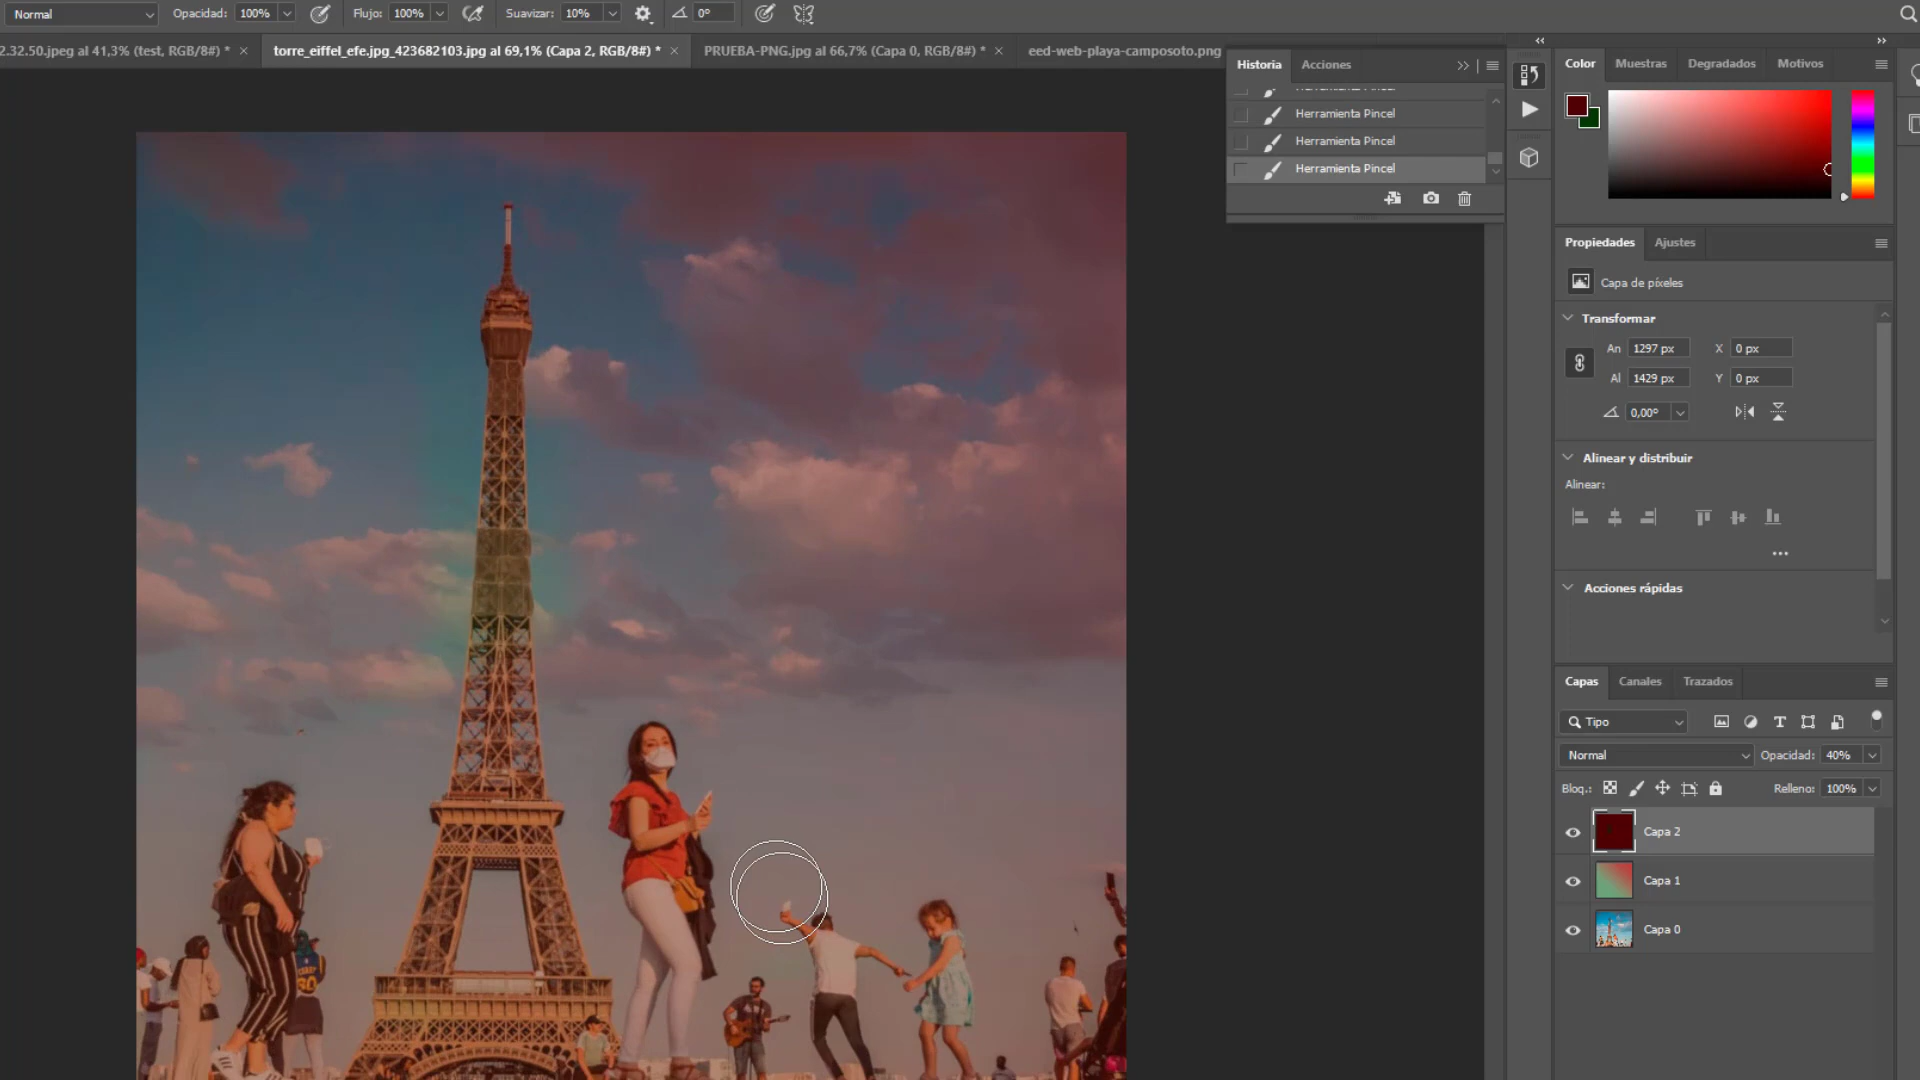 Normal Opacidad: 100% Flujo: 100% Suavizar: 10% 0°
2.32.50.jpeg al 41,3% (test, RGB/8#) * × torre_eiffel_efe.jpg_423682103.jpg al 69,1% (Capa 2, RGB/8#) * × PRUEBA-PNG.jpg al 66,7% (Capa 0, RGB/8#) * × eed-web-playa-camposoto.png
Historia Acciones
Herramienta Pincel
Herramienta Pincel
Herramienta Pincel
Herramienta Pincel
Color Muestras Degradados Motivos
Propiedades Ajustes
Capa de píxeles
Transformar
An 1297 px X 0 px
Al 1429 px Y 0 px
0,00°
Alinear y distribuir
Alinear:
Acciones rápidas
Capas Canales Trazados
Tipo
Normal Opacidad: 40%
Bloq.: Relleno: 100%
Capa 2
Capa 1
Capa 0